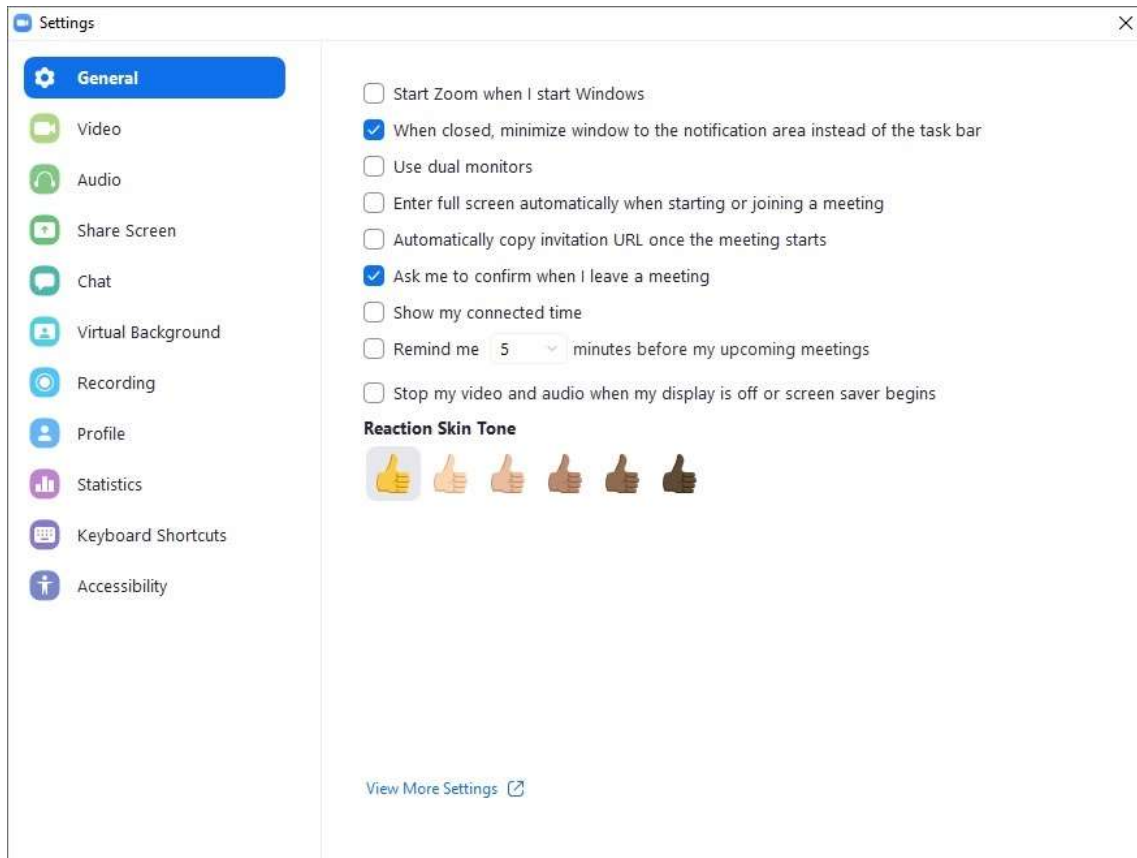 Settings
General
Video
Audio
Share Screen
Chat
Virtual Background
Recording
Profile
Statistics
Keyboard Shortcuts
Accessibility
Start Zoom when I start Windows
When closed, minimize window to the notification area instead of the task bar
Use dual monitors
Enter full screen automatically when starting or joining a meeting
Automatically copy invitation URL once the meeting starts
Ask me to confirm when I leave a meeting
Show my connected time
Remind me 5 minutes before my upcoming meetings
Stop my video and audio when my display is off or screen saver begins
Reaction Skin Tone
View More Settings